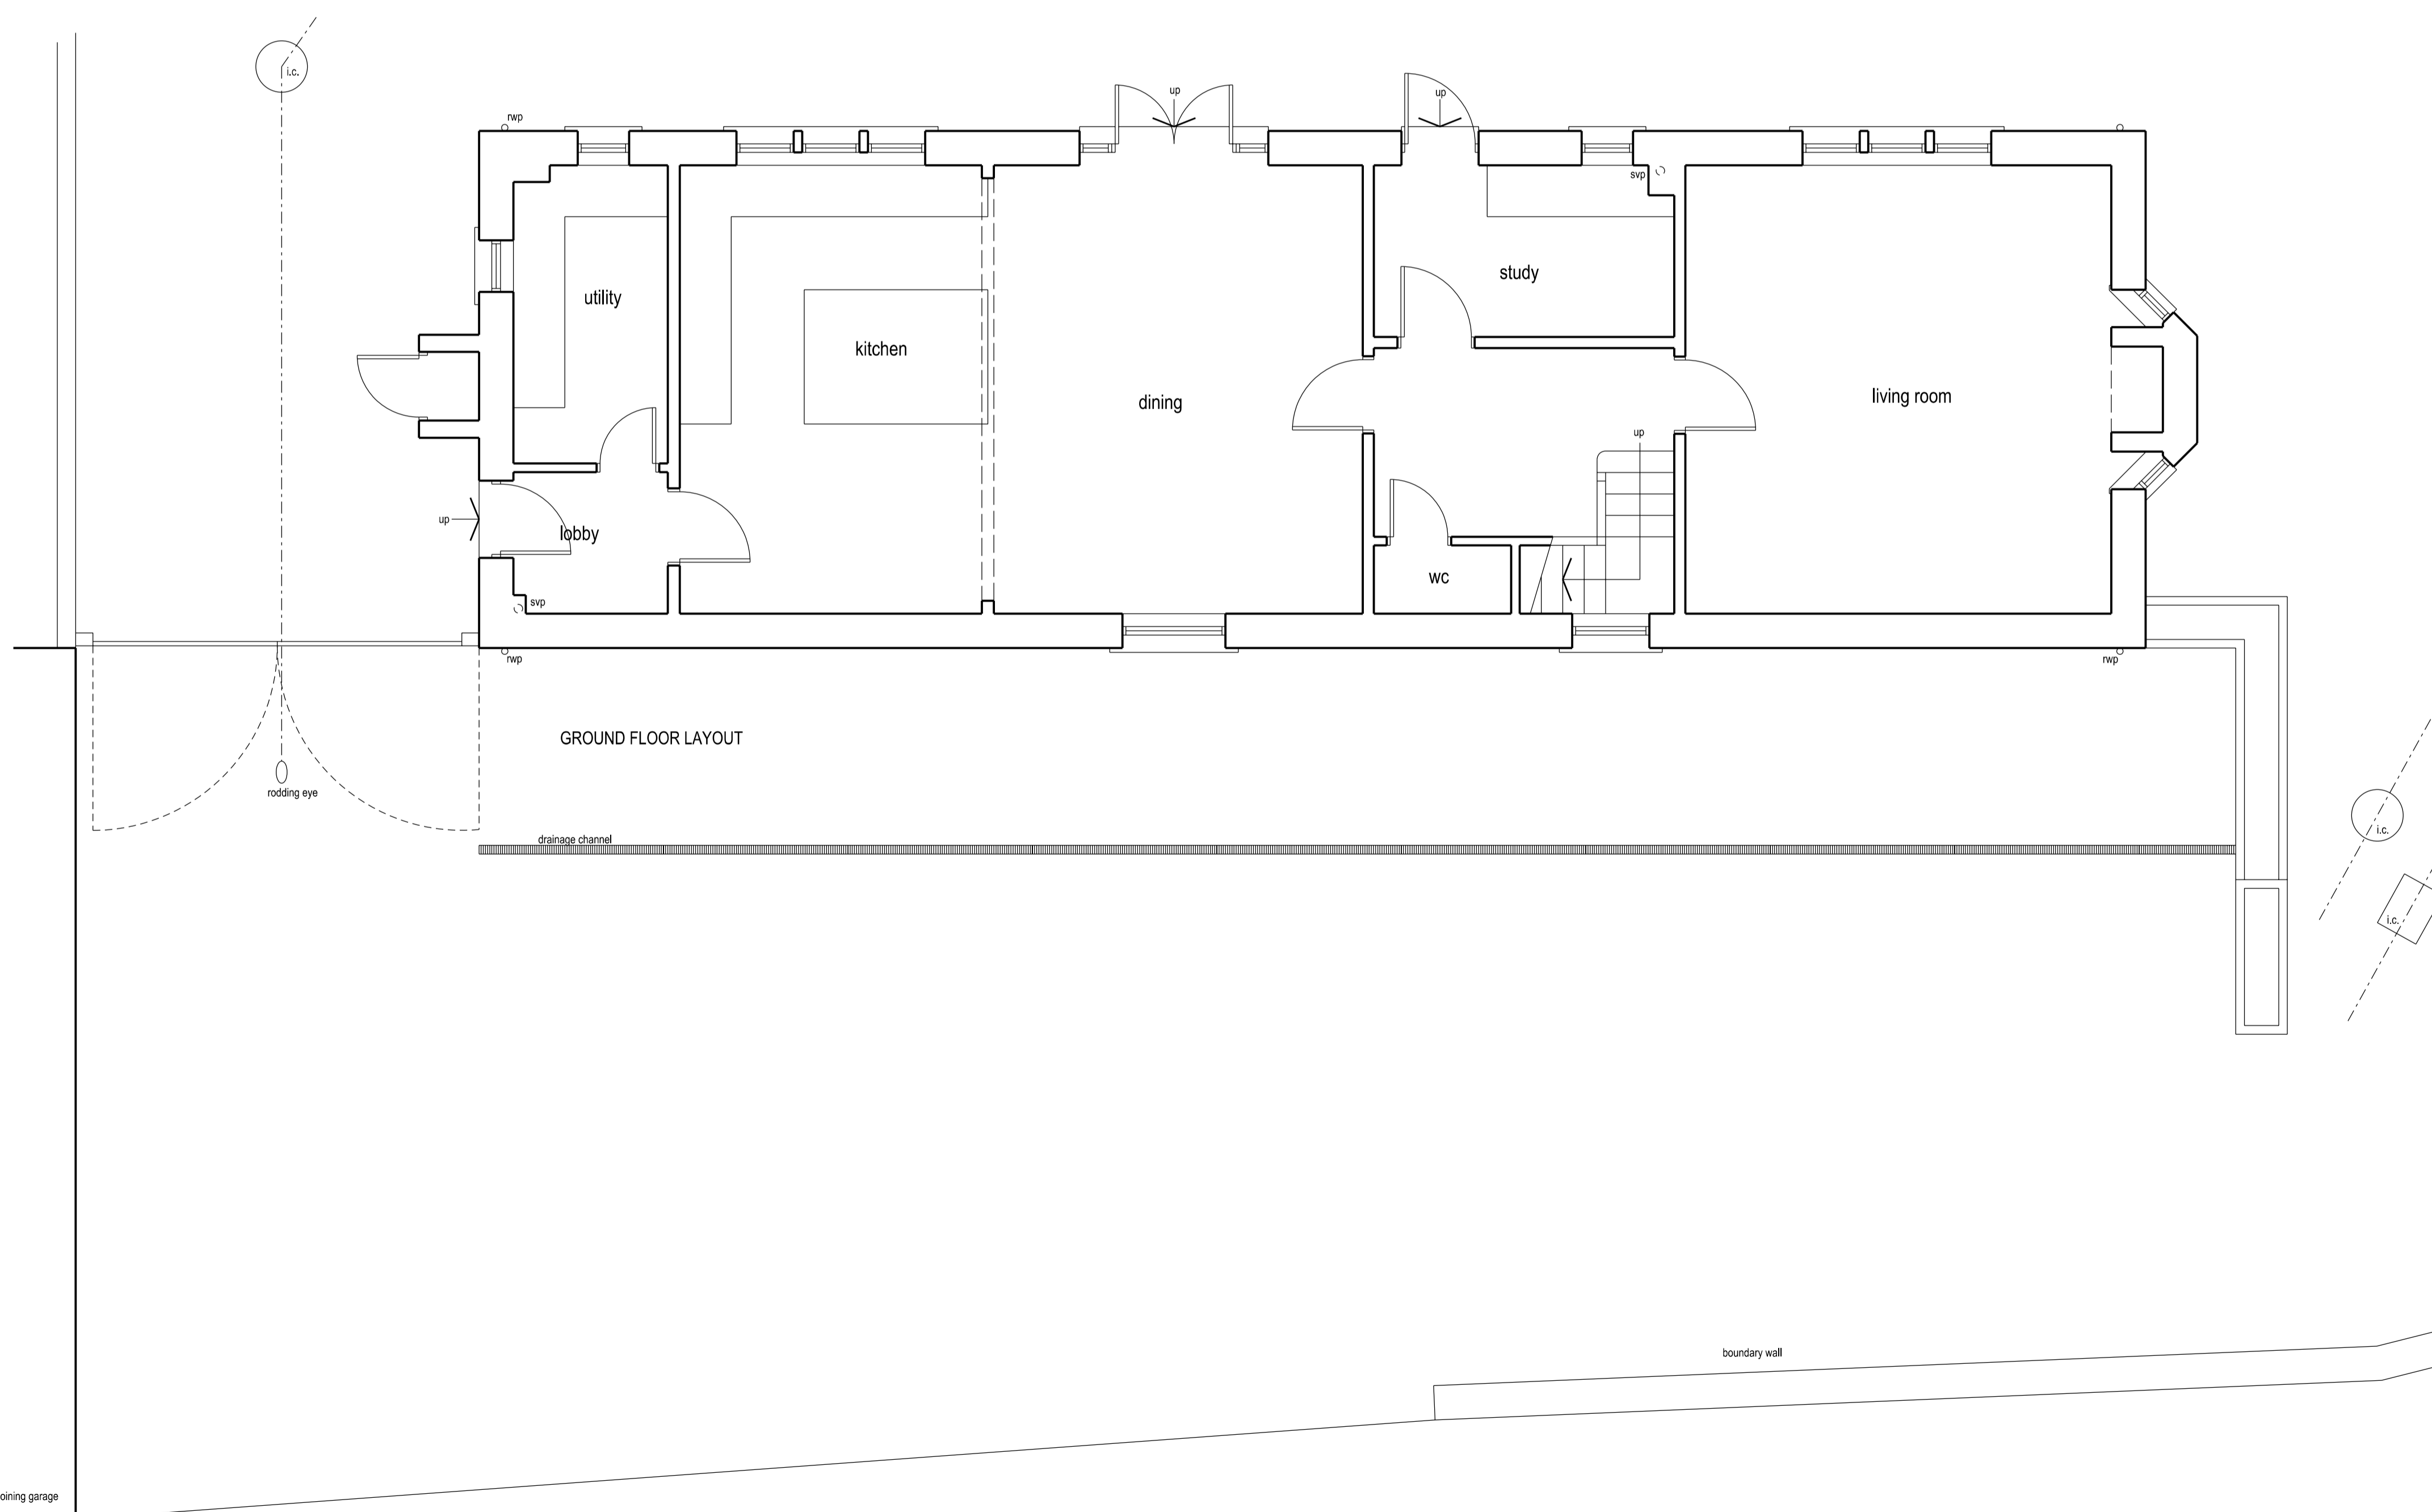 i.c.
rwp
up
up
svp
utility
study
kitchen
living room
dining
up
up
lobby
wc
svp
rwp
rwp
GROUND FLOOR LAYOUT
rodding eye
i.c.
drainage channel
i.c.
boundary wall
oining garage